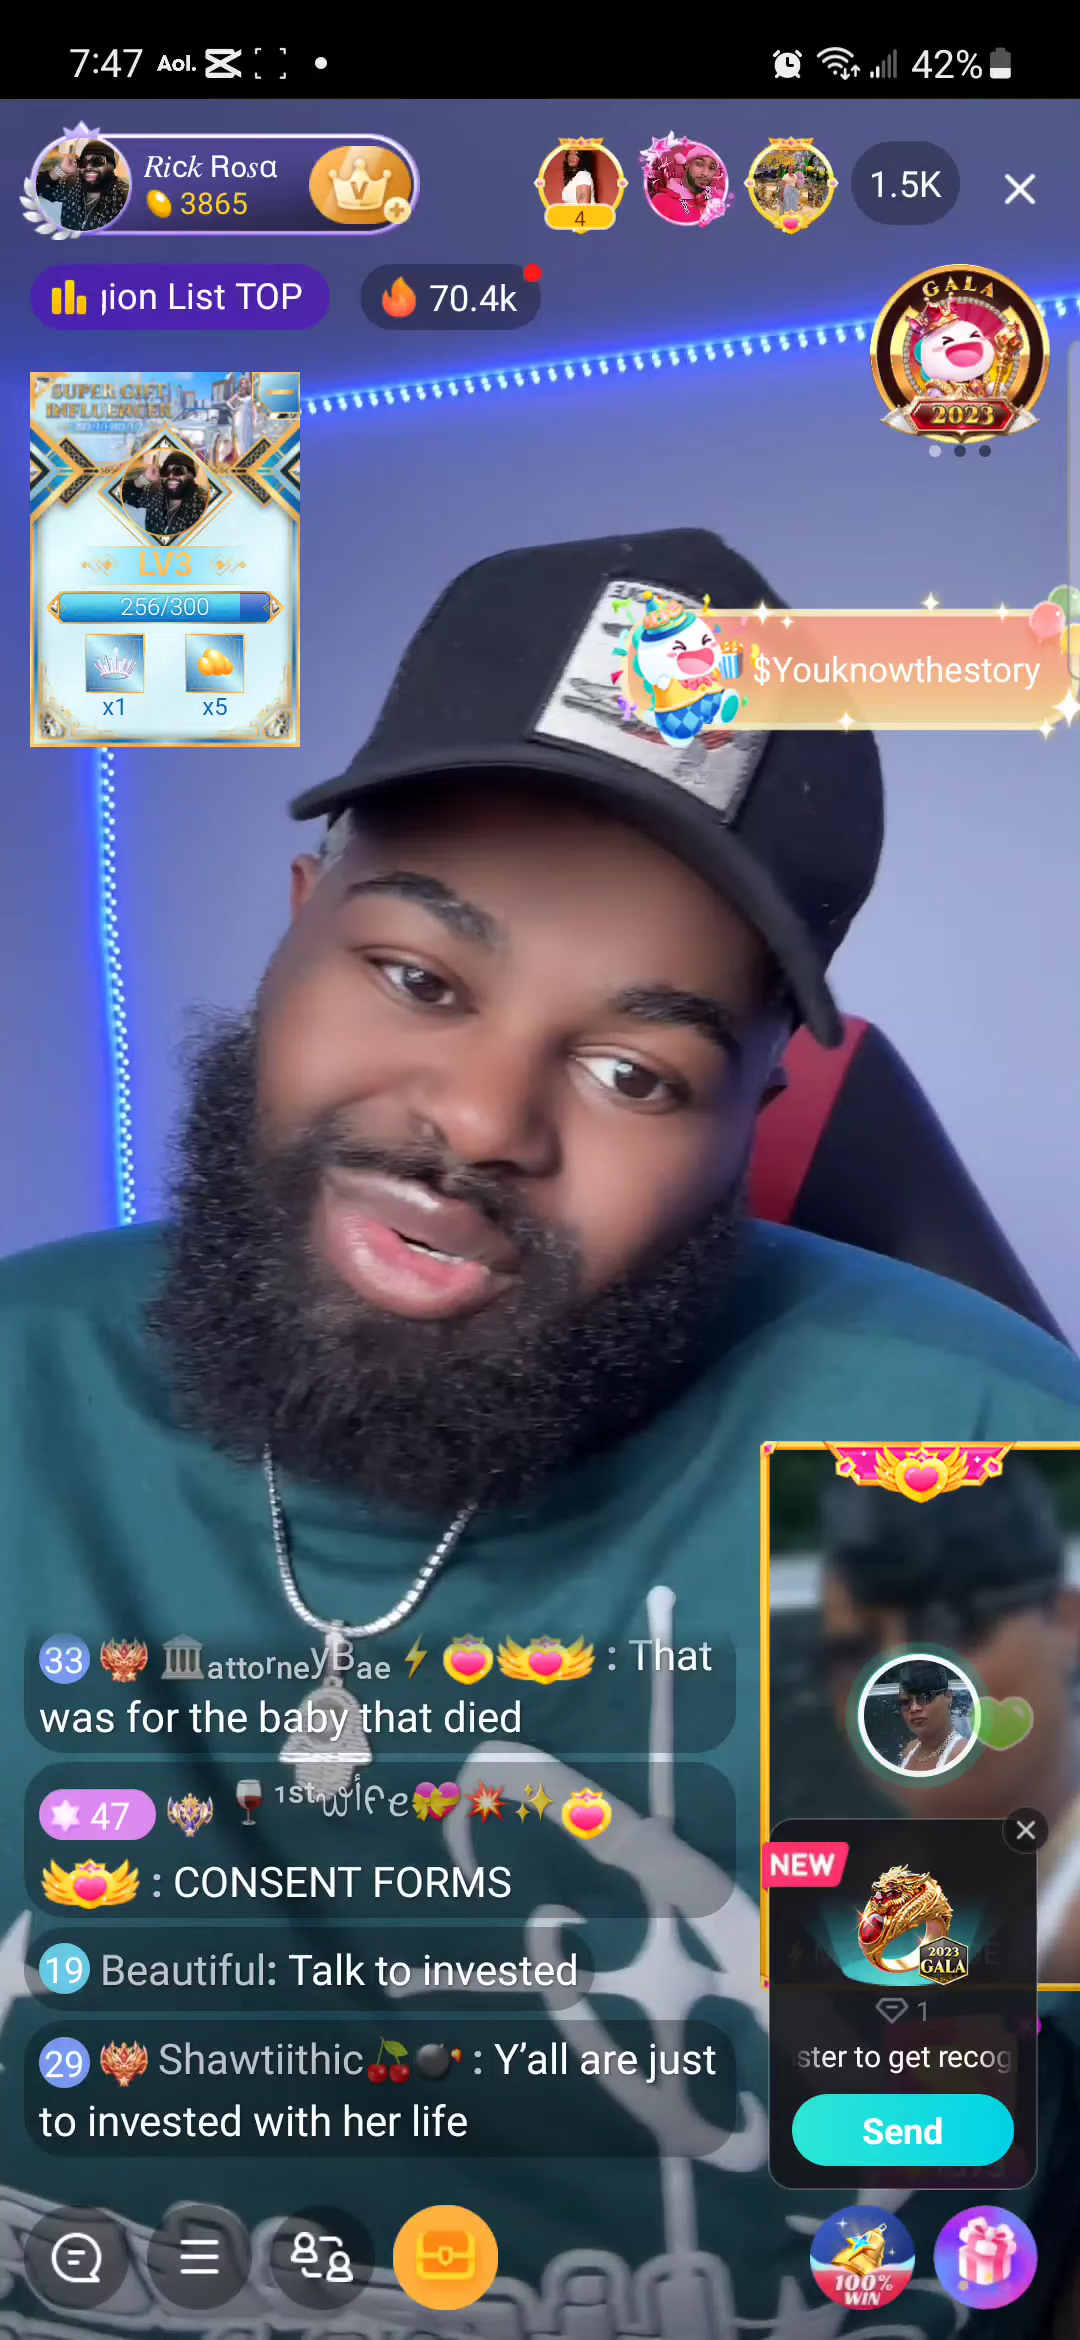 7:47 Aol. 42%
Rick Rosa
3865
V
4
1.5K
gion List TOP
70.4k
GALA
2023
SUPER GIFT
INFLUENCER
LV3
256/300
x1 x5
$Youknowthestory
33 attorneyBae⚡ : That
was for the baby that died
47 🍷 1stwife💝💥✨
: CONSENT FORMS
19 Beautiful: Talk to invested
29 Shawtiithic🍒💣 : Y’all are just
to invested with her life
NEW
2023
GALA
1
ster to get recog
Send
100%
WIN